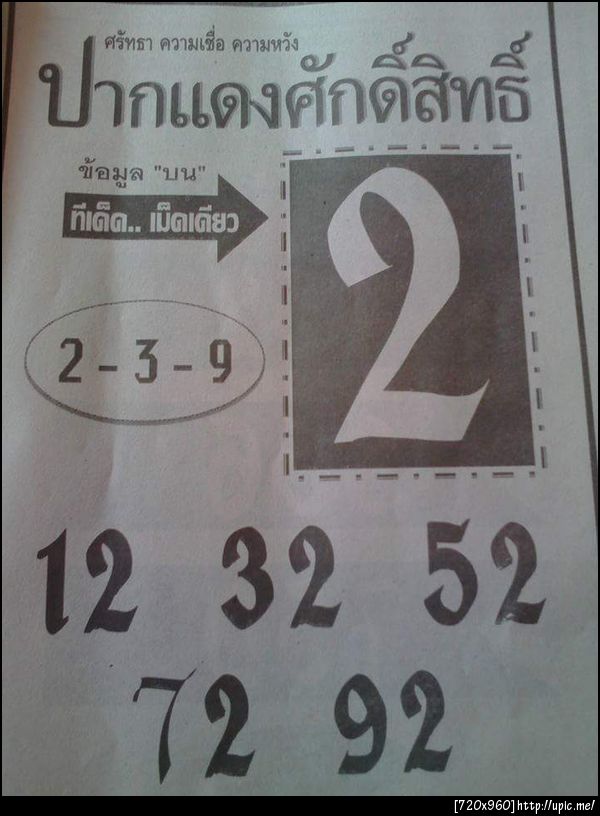 ศรัทธา ความเชื่อ ความหวัง
ปากแดงศักดิ์สิทธิ์
ข้อมูล "บน"
ทีเด็ด.. เม็ดเดียว
2
2 - 3 - 9
12 32 52
72 92
[720x960]http://upic.me/